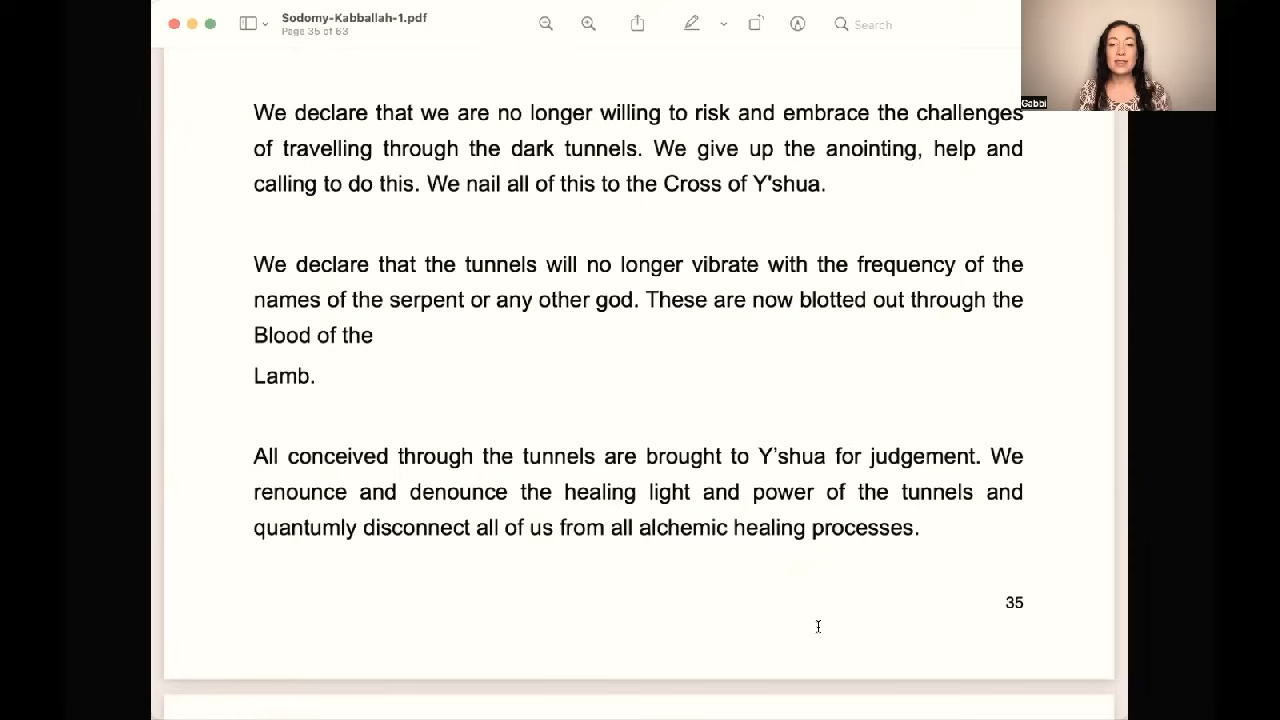 Sodomy-Kabballah-1.pdf
Page 35 of 63
Search
Gabbi
We declare that we are no longer willing to risk and embrace the challenges
of travelling through the dark tunnels. We give up the anointing, help and
calling to do this. We nail all of this to the Cross of Y'shua.
We declare that the tunnels will no longer vibrate with the frequency of the
names of the serpent or any other god. These are now blotted out through the
Blood of the
Lamb.
All conceived through the tunnels are brought to Y’shua for judgement. We
renounce and denounce the healing light and power of the tunnels and
quantumly disconnect all of us from all alchemic healing processes.
35